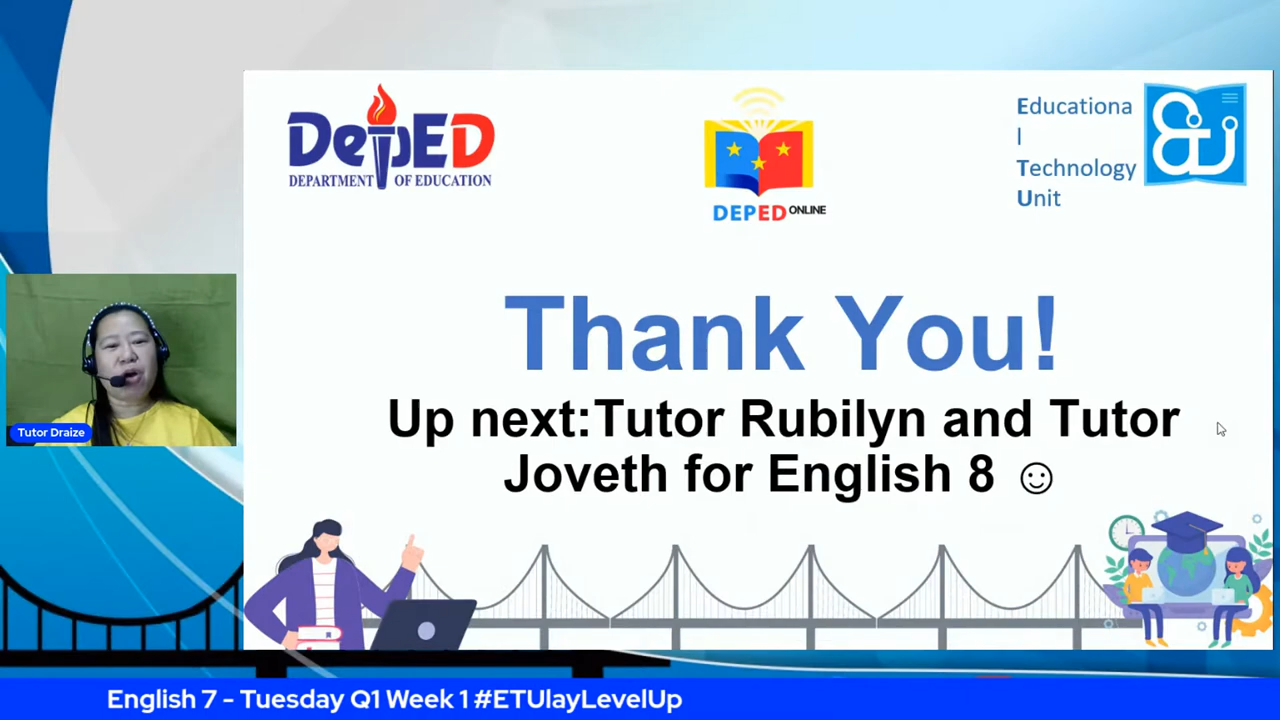 DepED
DEPARTMENT OF EDUCATION
DEPED ONLINE
Educationa
l
Technology
Unit
Thank You!
Up next:Tutor Rubilyn and Tutor
Joveth for English 8 ☺
Tutor Draize
English 7 - Tuesday Q1 Week 1 #ETUlayLevelUp